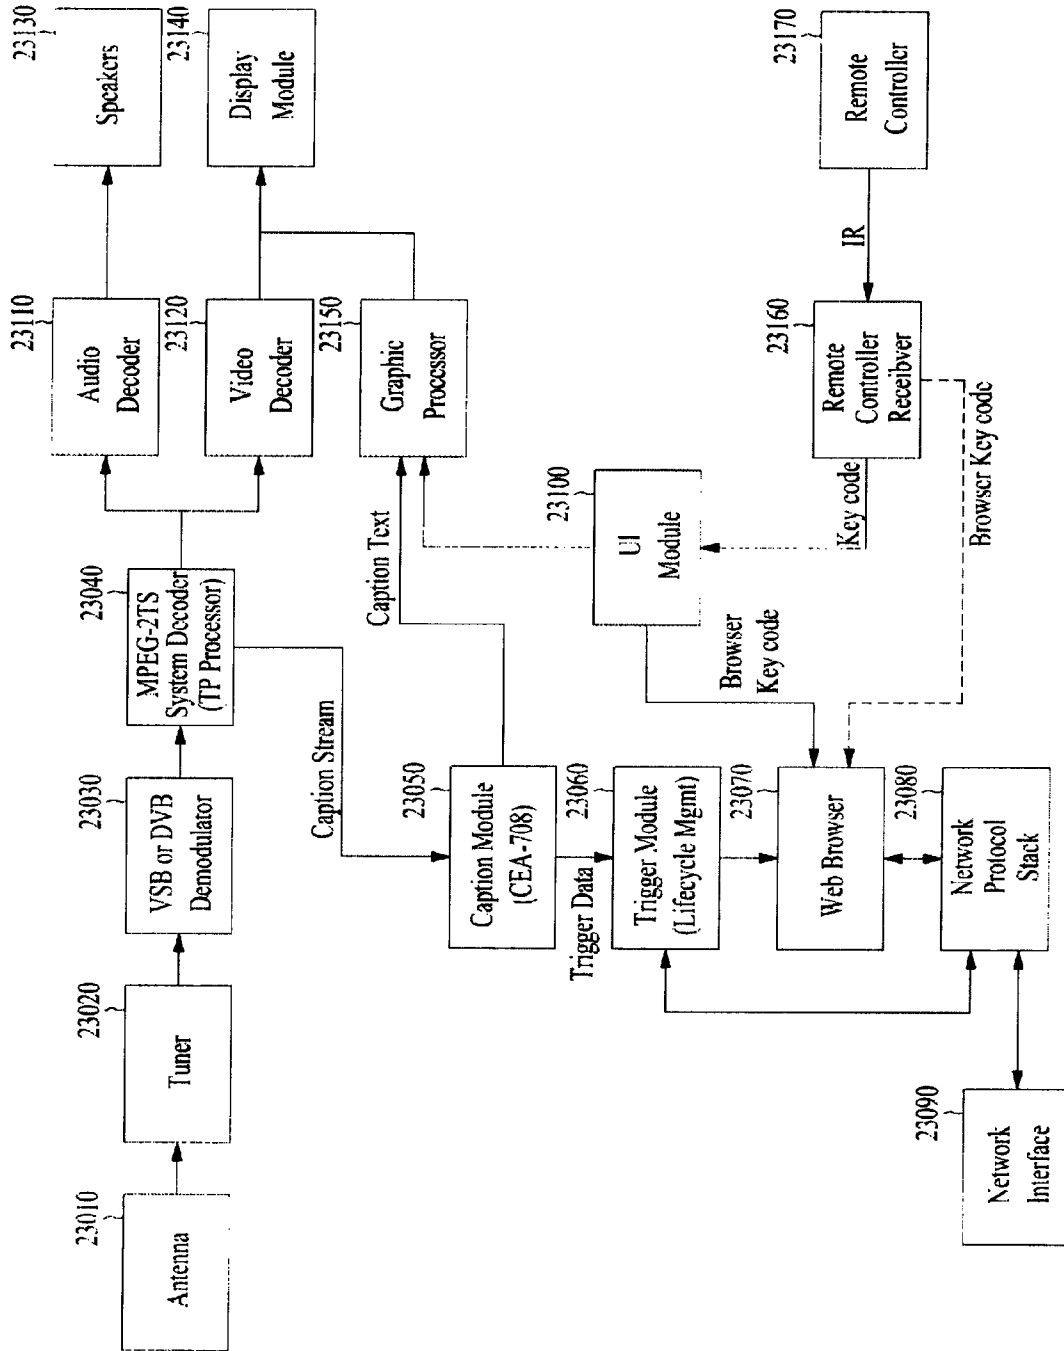 23010
Antenna
23020
Tuner
23030
VSB or DVB
Demodulator
23040
MPEG-2TS
System Decoder
(TP Processor)
23110
Audio
Decoder
23130
Speakers
23120
Video
Decoder
23140
Display
Module
Caption Stream
Caption Text
23150
Graphic
Processor
23050
Caption Module
(CEA-708)
Trigger Data
23060
Trigger Module
(Lifecycle Mgmt)
23100
UI
Module
Browser
Key code
23070
Web Browser
Key code
23160
Remote
Controller
Receibver
IR
23170
Remote
Controller
Browser Key code
23080
Network
Protocol
Stack
23090
Network
Interface